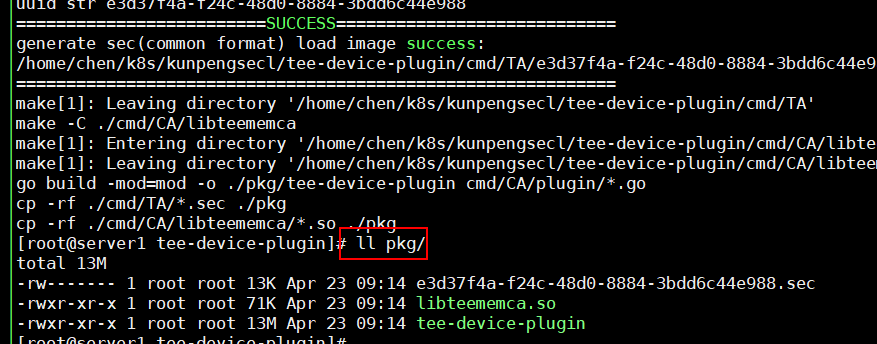 uuid str e3d37f4a-f24c-48d0-8884-3bdd6c44e988
=========================SUCCESS============================
generate sec(common format) load image success:
/home/chen/k8s/kunpengsecl/tee-device-plugin/cmd/TA/e3d37f4a-f24c-48d0-8884-3bdd6c44e9
============================================================
make[1]: Leaving directory '/home/chen/k8s/kunpengsecl/tee-device-plugin/cmd/TA'
make -C ./cmd/CA/libteememca
make[1]: Entering directory '/home/chen/k8s/kunpengsecl/tee-device-plugin/cmd/CA/libte
make[1]: Leaving directory '/home/chen/k8s/kunpengsecl/tee-device-plugin/cmd/CA/libtee
go build -mod=mod -o ./pkg/tee-device-plugin cmd/CA/plugin/*.go
cp -rf ./cmd/TA/*.sec ./pkg
cp -rf ./cmd/CA/libteememca/*.so ./pkg
[root@server1 tee-device-plugin]# ll pkg/
total 13M
-rw------- 1 root root 13K Apr 23 09:14 e3d37f4a-f24c-48d0-8884-3bdd6c44e988.sec
-rwxr-xr-x 1 root root 71K Apr 23 09:14 libteememca.so
-rwxr-xr-x 1 root root 13M Apr 23 09:14 tee-device-plugin
[root@server1 tee-device-plugin]#